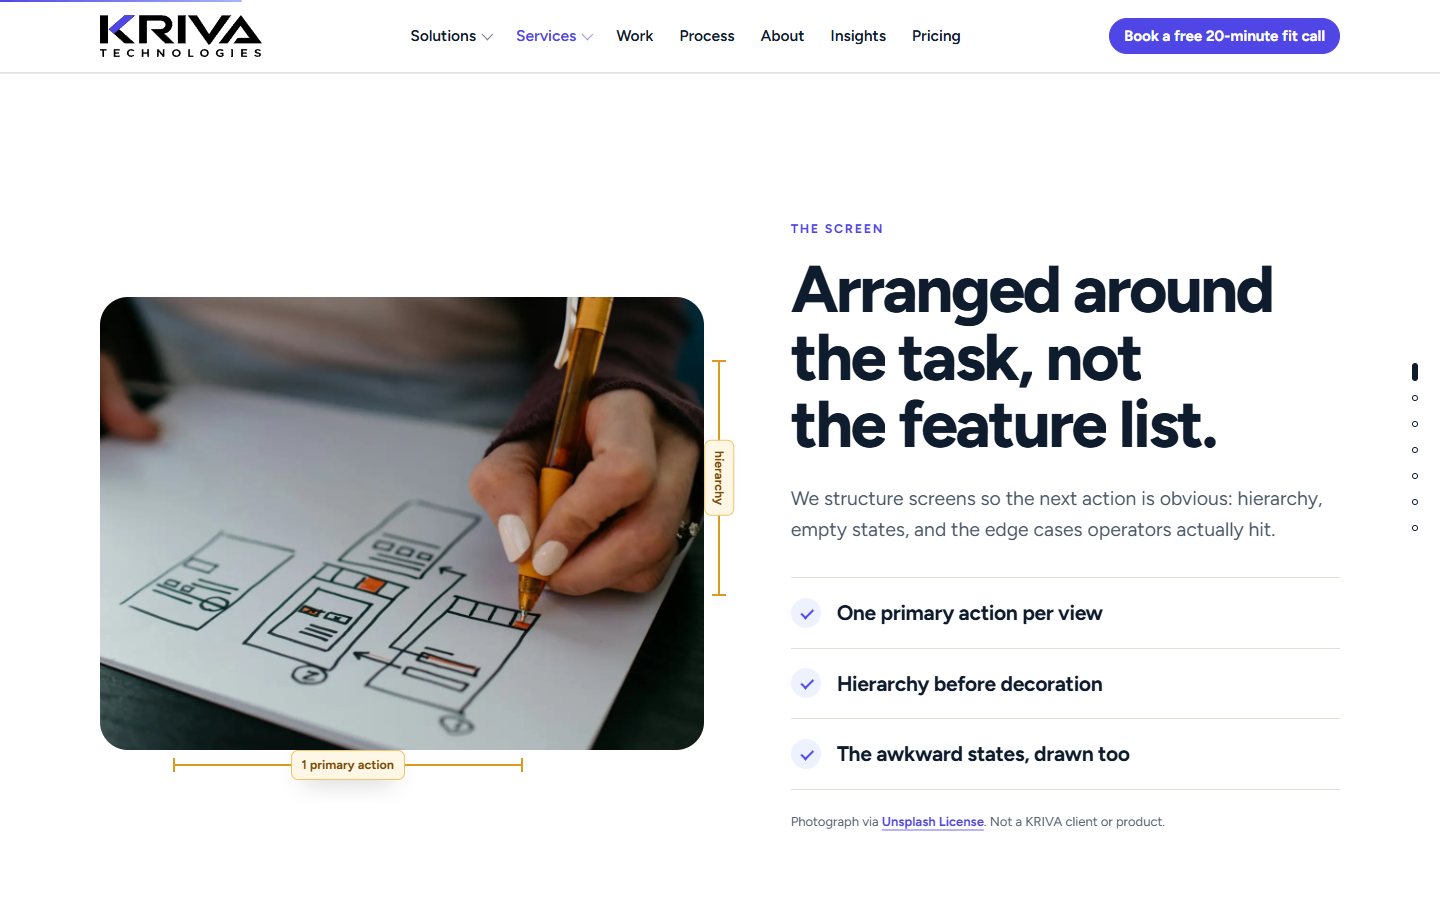 KRIVA
TECHNOLOGIES
Solutions
Services
Work
Process
About
Insights
Pricing
Book a free 20-minute fit call
THE SCREEN
Arranged around
the task, not
the feature list.
We structure screens so the next action is obvious: hierarchy,
empty states, and the edge cases operators actually hit.
One primary action per view
Hierarchy before decoration
The awkward states, drawn too
Photograph via Unsplash License. Not a KRIVA client or product.
hierarchy
1 primary action
2